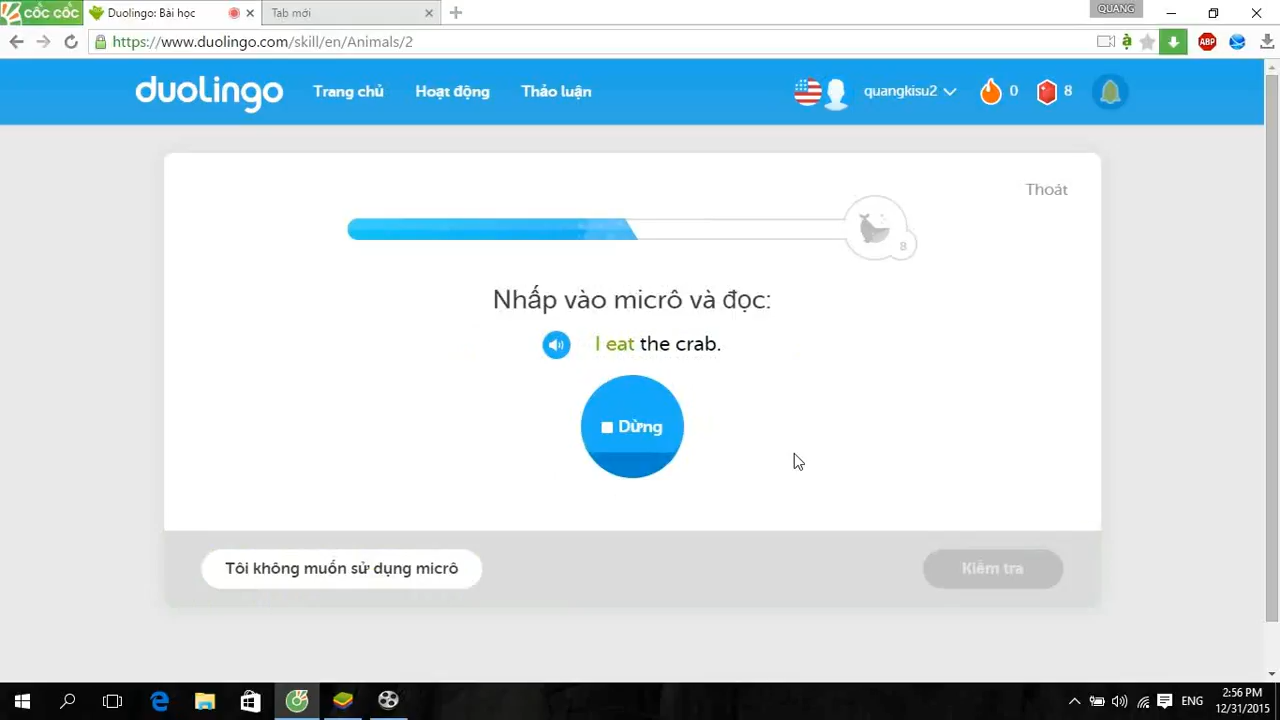 CỐC CỐC
Duolingo: Bài học
Tab mới
QUANG
https://www.duolingo.com/skill/en/Animals/2
ABP
duolingo
Trang chủ
Hoạt động
Thảo luận
quangkisu2
0
8
Thoát
8
Nhấp vào micrô và đọc:
I eat the crab.
Dừng
Tôi không muốn sử dụng micrô
Kiểm tra
ENG
2:56 PM
12/31/2015